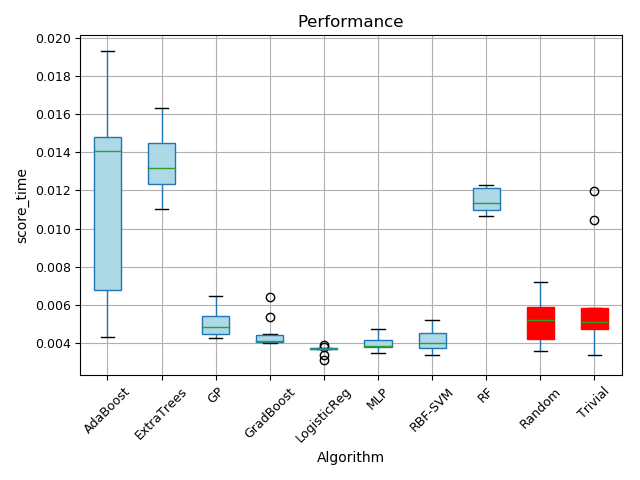 Performance
0.020
0.018
0.016
0.014
0.012
0.010
0.008
0.006
0.004
score_time
AdaBoost
ExtraTrees
GP
GradBoost
LogisticReg
MLP
RBF-SVM
RF
Random
Trivial
Algorithm